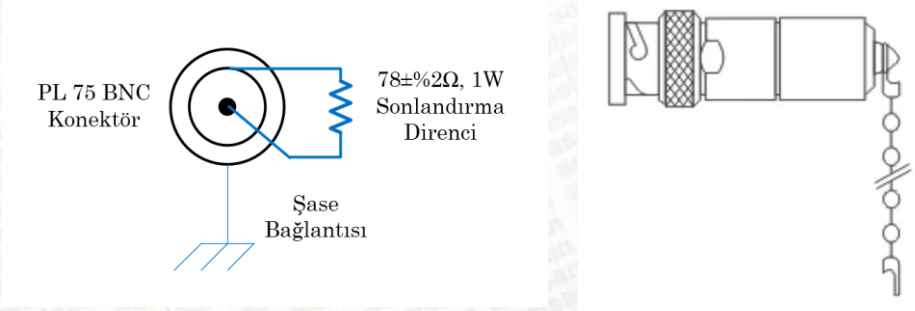 PL 75 BNC
Konektör
78±%2Ω, 1W
Sonlandırma
Direnci
Şase
Bağlantısı